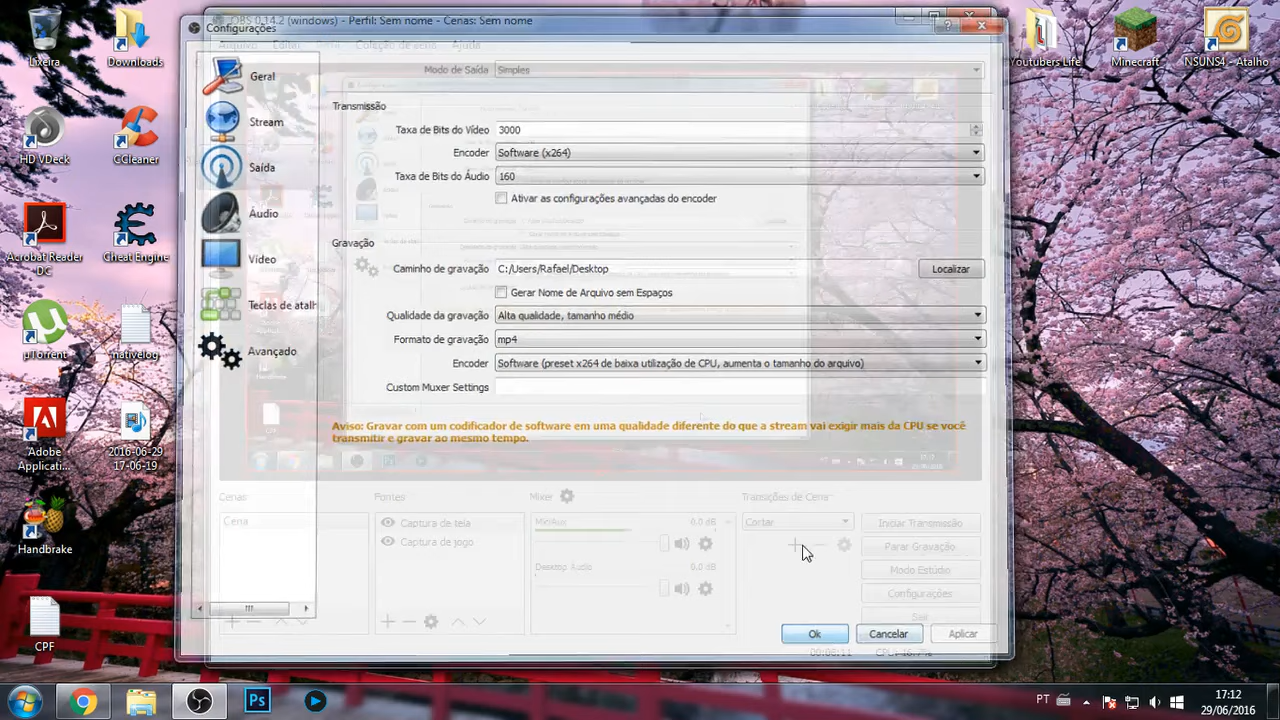 Lixeira
Downloads
HD VDeck
CCleaner
Acrobat Reader
DC
Cheat Engine
µTorrent
nativelog
Adobe
Applicati...
2016-06-29
17-06-19
Handbrake
CPF
Youtubers
Life
Minecraft
NSUNS4 - Atalho
OBS 0.14.2 (windows) - Perfil: Sem nome - Cenas: Sem nome
Configurações
Arquivo Editar Coleção de cena Ajuda
Geral
Stream
Saída
Áudio
Vídeo
Teclas de atalh
Avançado
Modo de Saída Simples
Transmissão
Taxa de Bits do Vídeo 3000
Encoder Software (x264)
Taxa de Bits do Áudio 160
Ativar as configurações avançadas do encoder
Gravação
Caminho de gravação C:/Users/Rafael/Desktop Localizar
Gerar Nome de Arquivo sem Espaços
Qualidade da gravação Alta qualidade, tamanho médio
Formato de gravação mp4
Encoder Software (preset x264 de baixa utilização de CPU, aumenta o tamanho do arquivo)
Custom Muxer Settings
Aviso: Gravar com um codificador de software em uma qualidade diferente do que a stream vai exigir mais da CPU se você
transmitir e gravar ao mesmo tempo.
Cenas Fontes Mixer Transições de Cena
Cena
Captura de tela
Captura de jogo
Mic/Aux 0.0 dB
Desktop Audio 0.0 dB
Cortar
Iniciar Transmissão
Parar Gravação
Modo Estúdio
Configurações
Sair
Ok Cancelar Aplicar
Ps
PT
17:12
29/06/2016